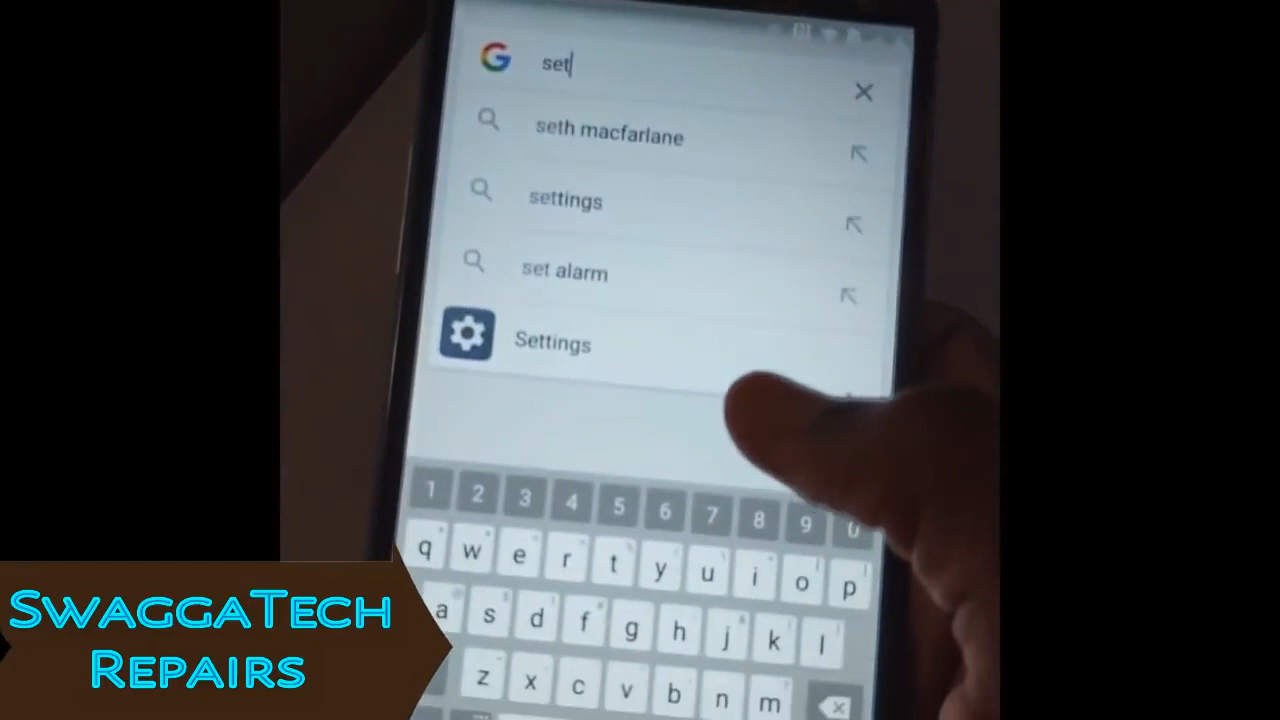 set
seth macfarlane
settings
set alarm
Settings
1 2 3 4 5 6 7 8 9 0
q w e r t y u i o p
a s d f g h j k l
z x c v b n m
SWAGGATECH
REPAIRS